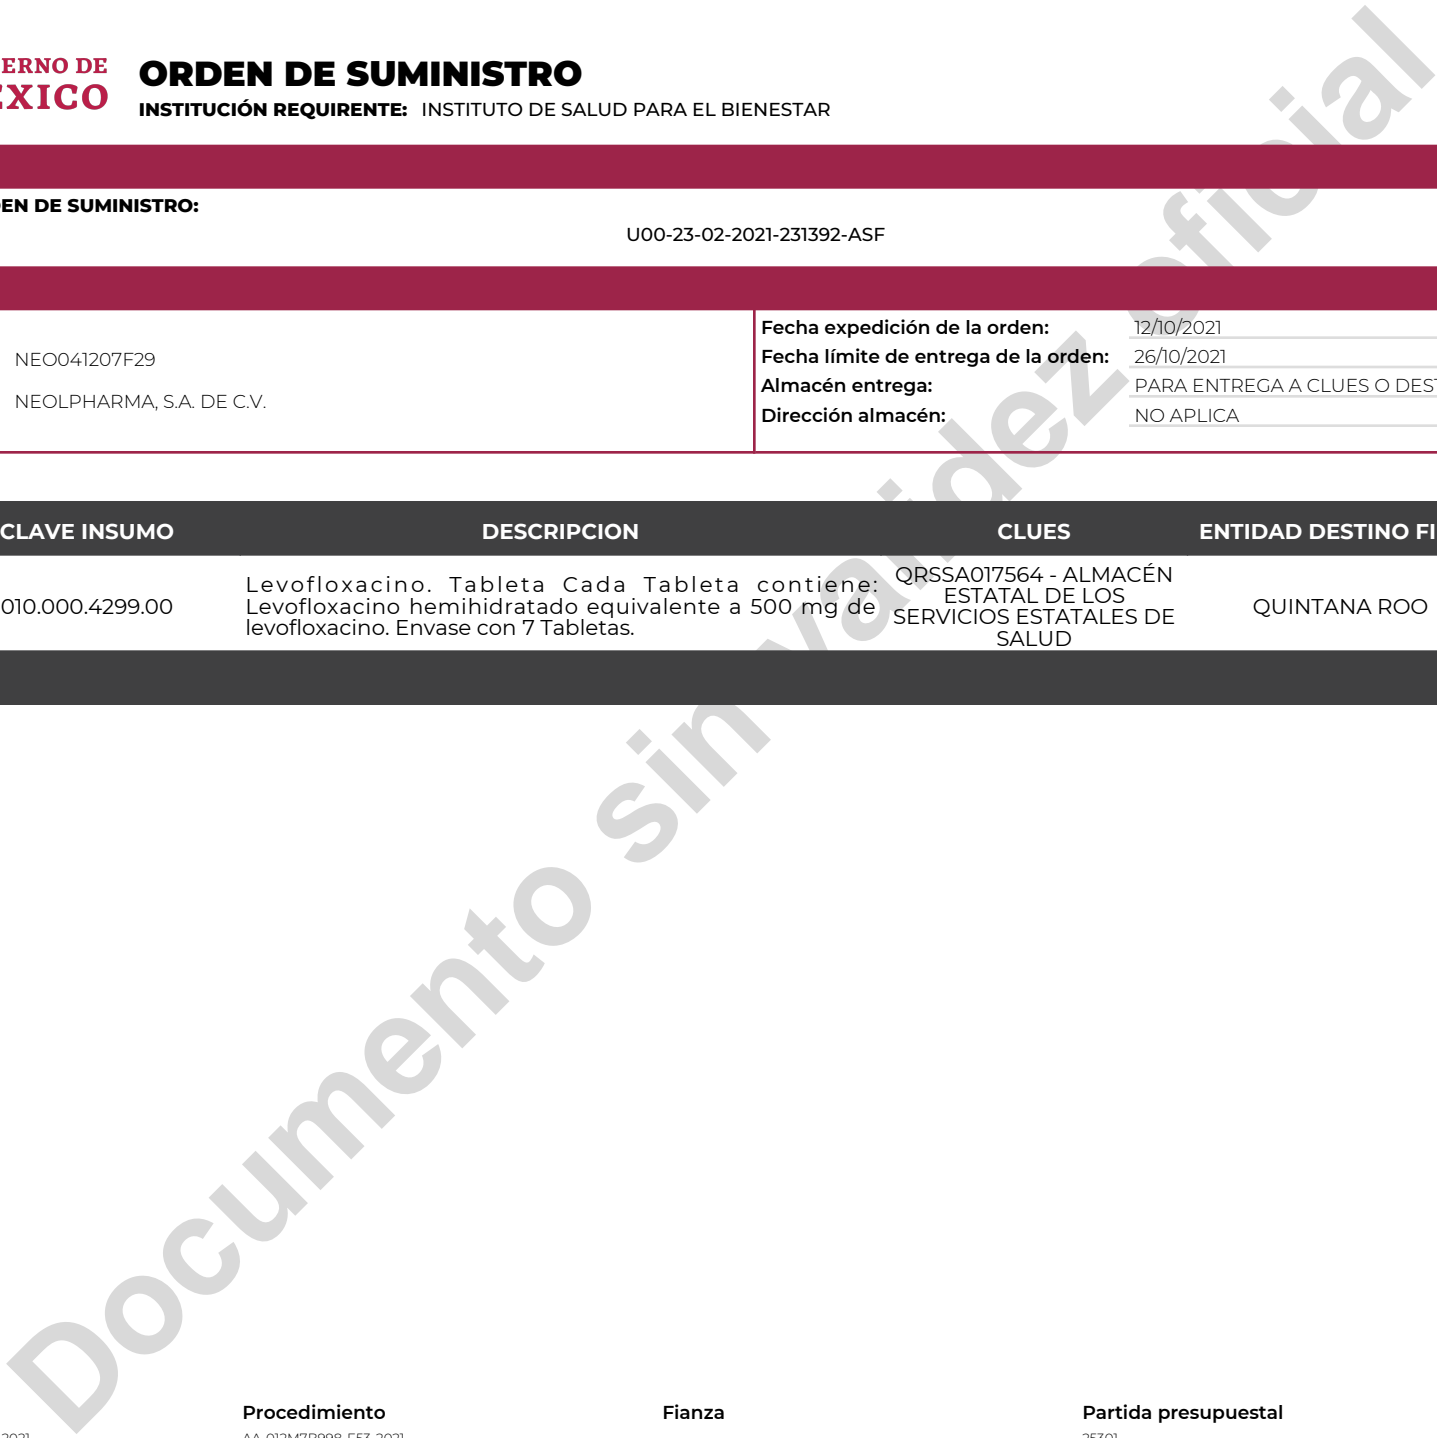 ERNO DE
ÉXICO
ORDEN DE SUMINISTRO
INSTITUCIÓN REQUIRENTE: INSTITUTO DE SALUD PARA EL BIENESTAR
EN DE SUMINISTRO:
U00-23-02-2021-231392-ASF
NEO041207F29
NEOLPHARMA, S.A. DE C.V.
Fecha expedición de la orden: 12/10/2021
Fecha límite de entrega de la orden: 26/10/2021
Almacén entrega: PARA ENTREGA A CLUES O DEST
Dirección almacén: NO APLICA
CLAVE INSUMO DESCRIPCION CLUES ENTIDAD DESTINO FI
010.000.4299.00
Levofloxacino. Tableta Cada Tableta contiene:
Levofloxacino hemihidratado equivalente a 500 mg de
levofloxacino. Envase con 7 Tabletas.
QRSSA017564 - ALMACÉN
ESTATAL DE LOS
SERVICIOS ESTATALES DE
SALUD
QUINTANA ROO
Documento sin validez oficial
Procedimiento Fianza Partida presupuestal